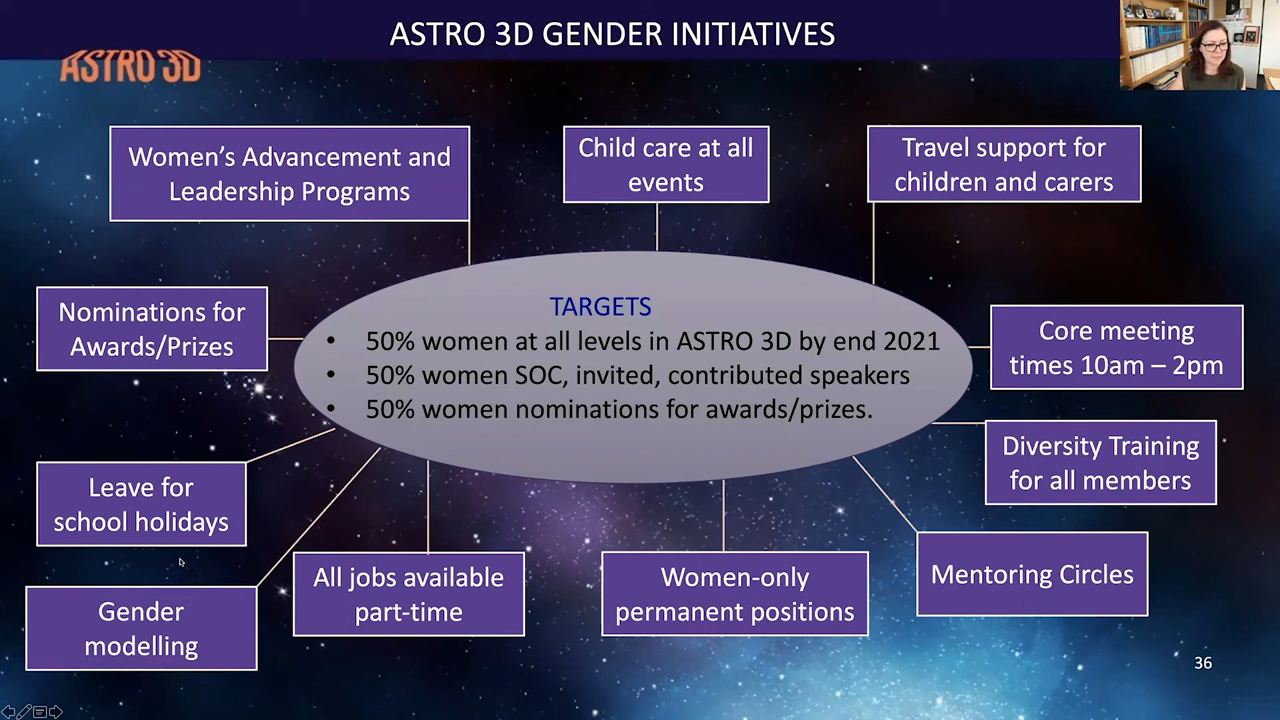 ASTRO 3D GENDER INITIATIVES
ASTRO 3D
Women's Advancement and
Leadership Programs
Child care at all
events
Travel support for
children and carers
Nominations for
Awards/Prizes
TARGETS
• 50% women at all levels in ASTRO 3D by end 2021
• 50% women SOC, invited, contributed speakers
• 50% women nominations for awards/prizes.
Core meeting
times 10am – 2pm
Diversity Training
for all members
Leave for
school holidays
Gender
modelling
All jobs available
part-time
Women-only
permanent positions
Mentoring Circles
36